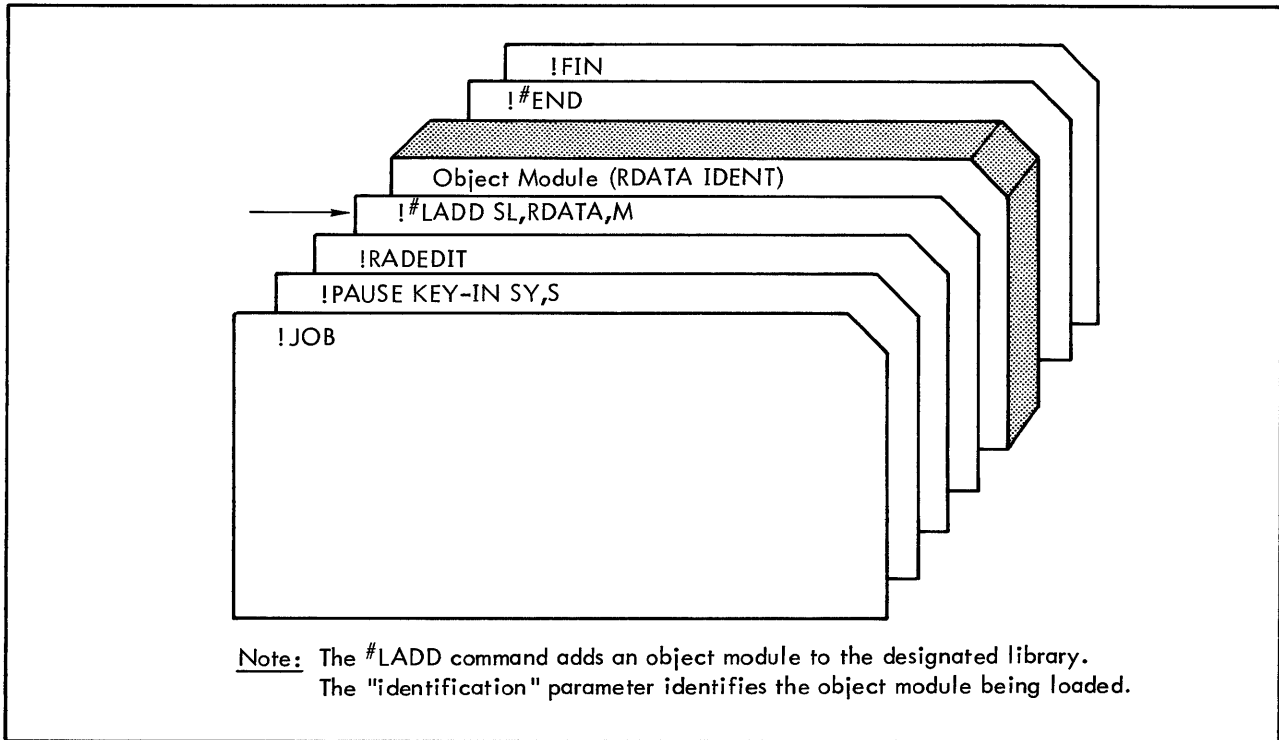 !FIN
!#END
Object Module (RDATA IDENT)
!#LADD SL,RDATA,M
!RADEDIT
!PAUSE KEY-IN SY,S
!JOB
Note: The #LADD command adds an object module to the designated library.
The "identification" parameter identifies the object module being loaded.